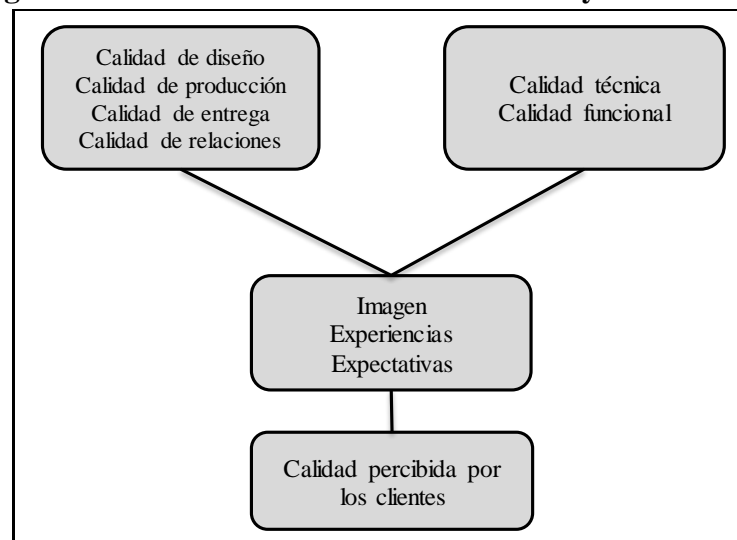 Calidad de diseño
Calidad de producción
Calidad de entrega
Calidad de relaciones
Calidad técnica
Calidad funcional
Imagen
Experiencias
Expectativas
Calidad percibida por
los clientes